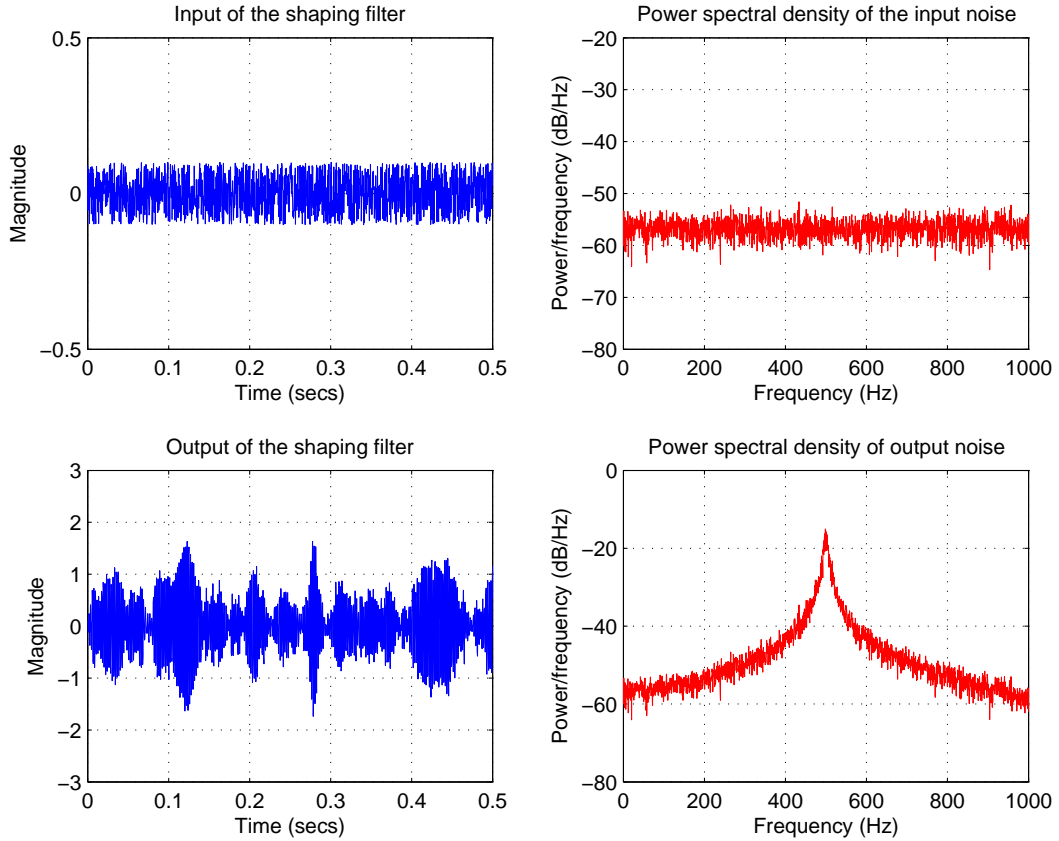 Input of the shaping filter
0.5
0
−0.5
Magnitude
0 0.1 0.2 0.3 0.4 0.5
Time (secs)
Power spectral density of the input noise
−20
−30
−40
−50
−60
−70
−80
Power/frequency (dB/Hz)
0 200 400 600 800 1000
Frequency (Hz)
Output of the shaping filter
3
2
1
0
−1
−2
−3
Magnitude
0 0.1 0.2 0.3 0.4 0.5
Time (secs)
Power spectral density of output noise
0
−20
−40
−60
−80
Power/frequency (dB/Hz)
0 200 400 600 800 1000
Frequency (Hz)